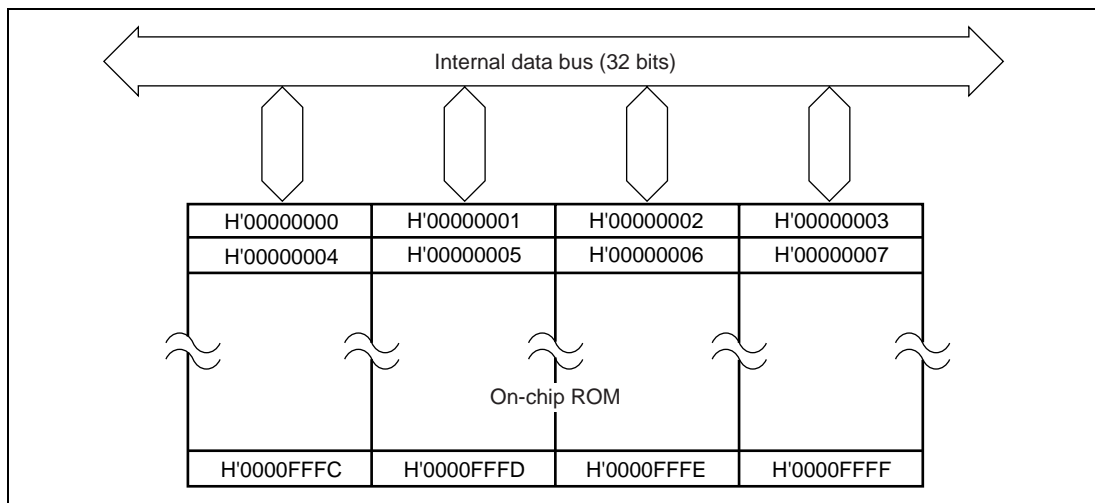 Internal data bus (32 bits)
H'00000000 H'00000001 H'00000002 H'00000003
H'00000004 H'00000005 H'00000006 H'00000007
On-chip ROM
H'0000FFFC H'0000FFFD H'0000FFFE H'0000FFFF